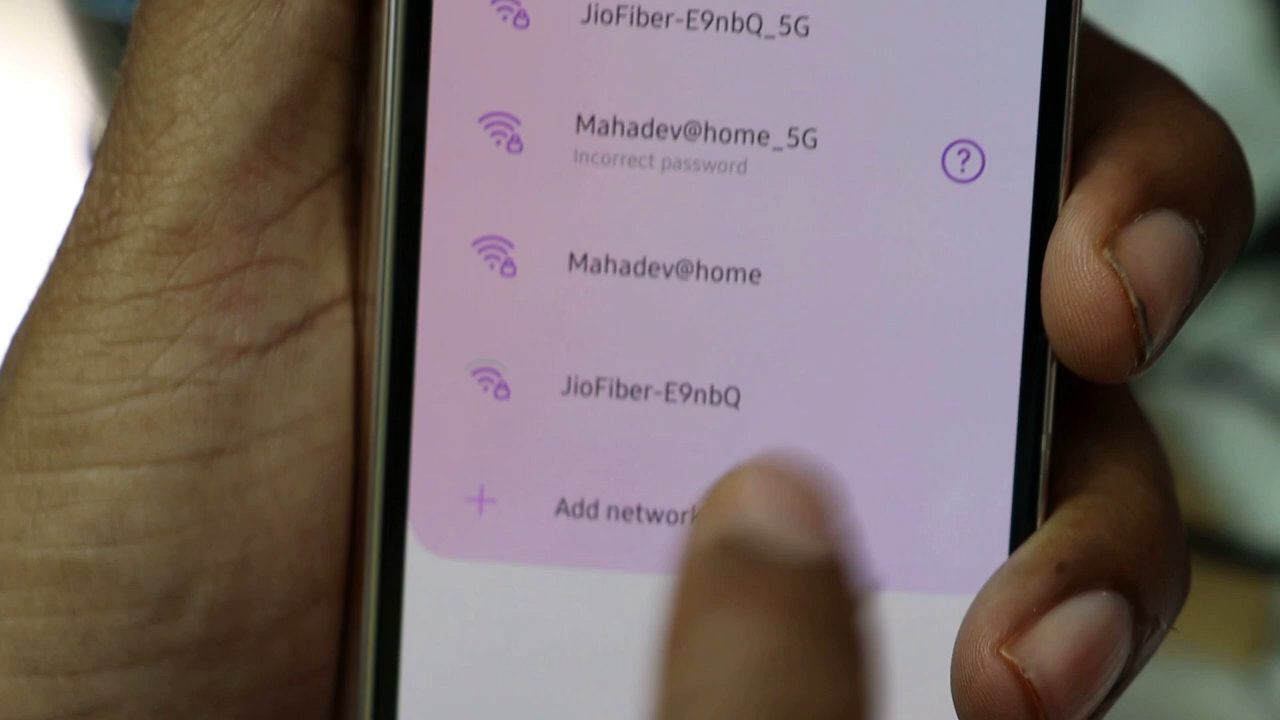 JioFiber-E9nbQ_5G
Mahadev@home_5G
Incorrect password
?
Mahadev@home
JioFiber-E9nbQ
Add network